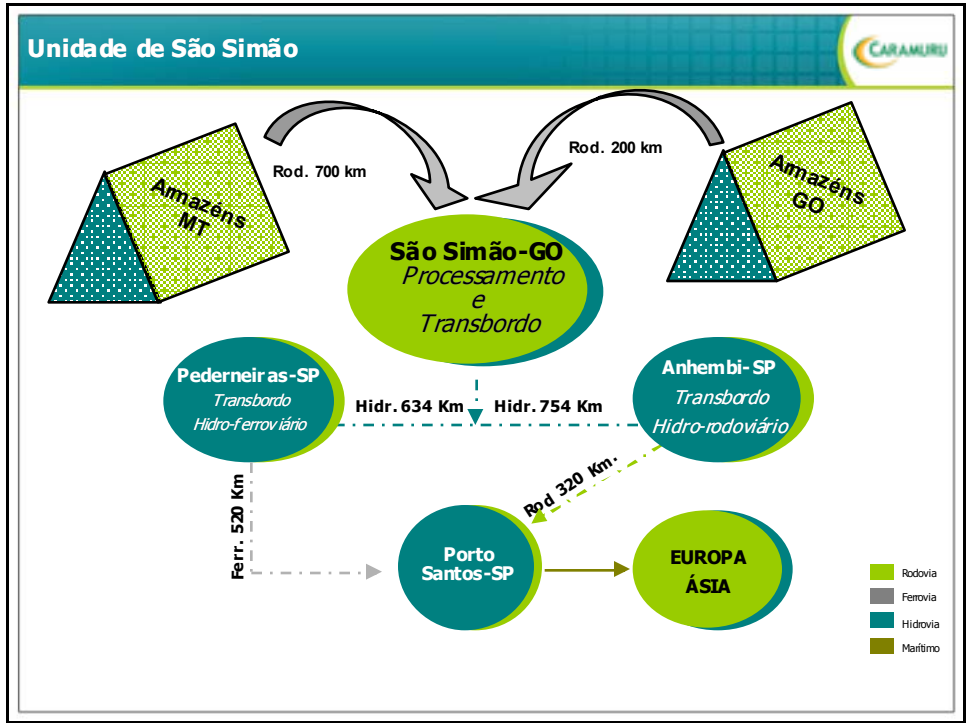 Unidade de São Simão
CARAMURU
Rod. 700 km
Rod. 200 km
Armazéns
MT
Armazéns
GO
São Simão-GO
Processamento
e
Transbordo
Pederneiras-SP
Transbordo
Hidro-ferroviário
Hidr. 634 Km
Hidr. 754 Km
Anhembi-SP
Transbordo
Hidro-rodoviário
Ferr. 520 Km
Rod 320 Km.
Porto
Santos-SP
EUROPA
ÁSIA
Rodovia
Ferrovia
Hidrovia
Marítimo